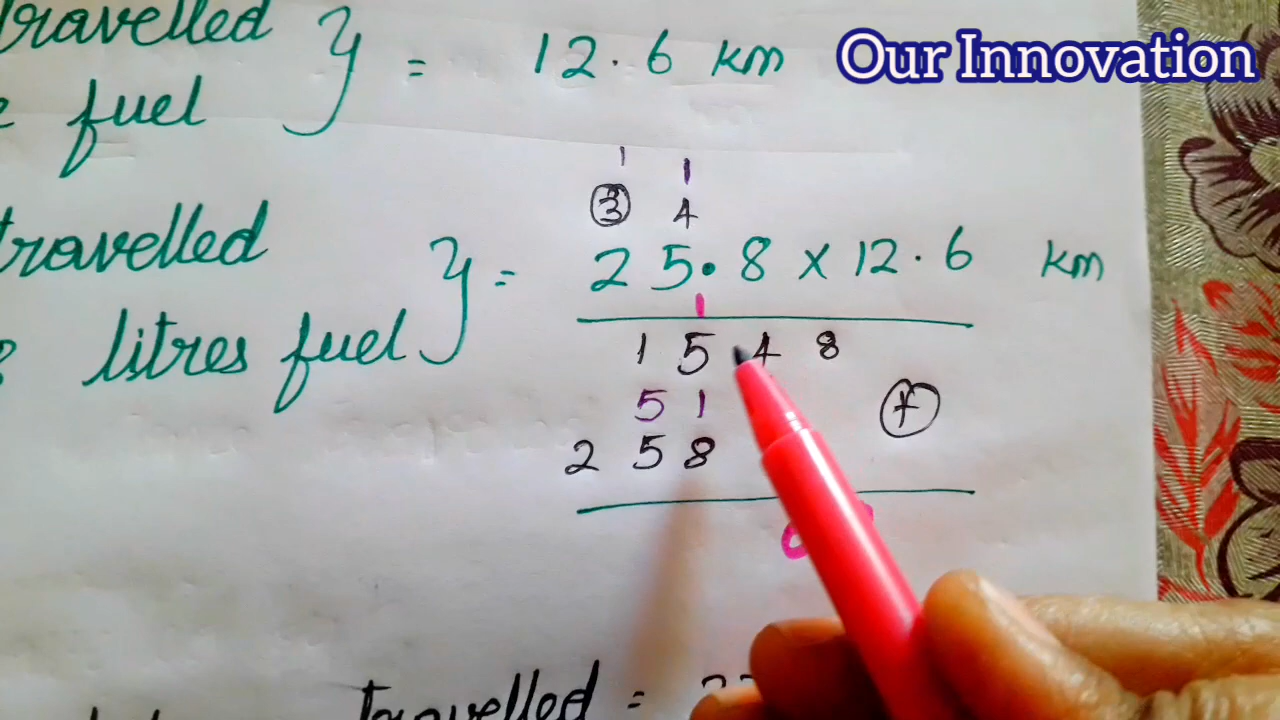 travelled } = 12.6 km
Our Innovation
fuel
1 1
3 4
travelled } = 25.8 x 12.6 km
1
litres fuel
1 5 4 8
5 1 +
2 5 8
travelled =